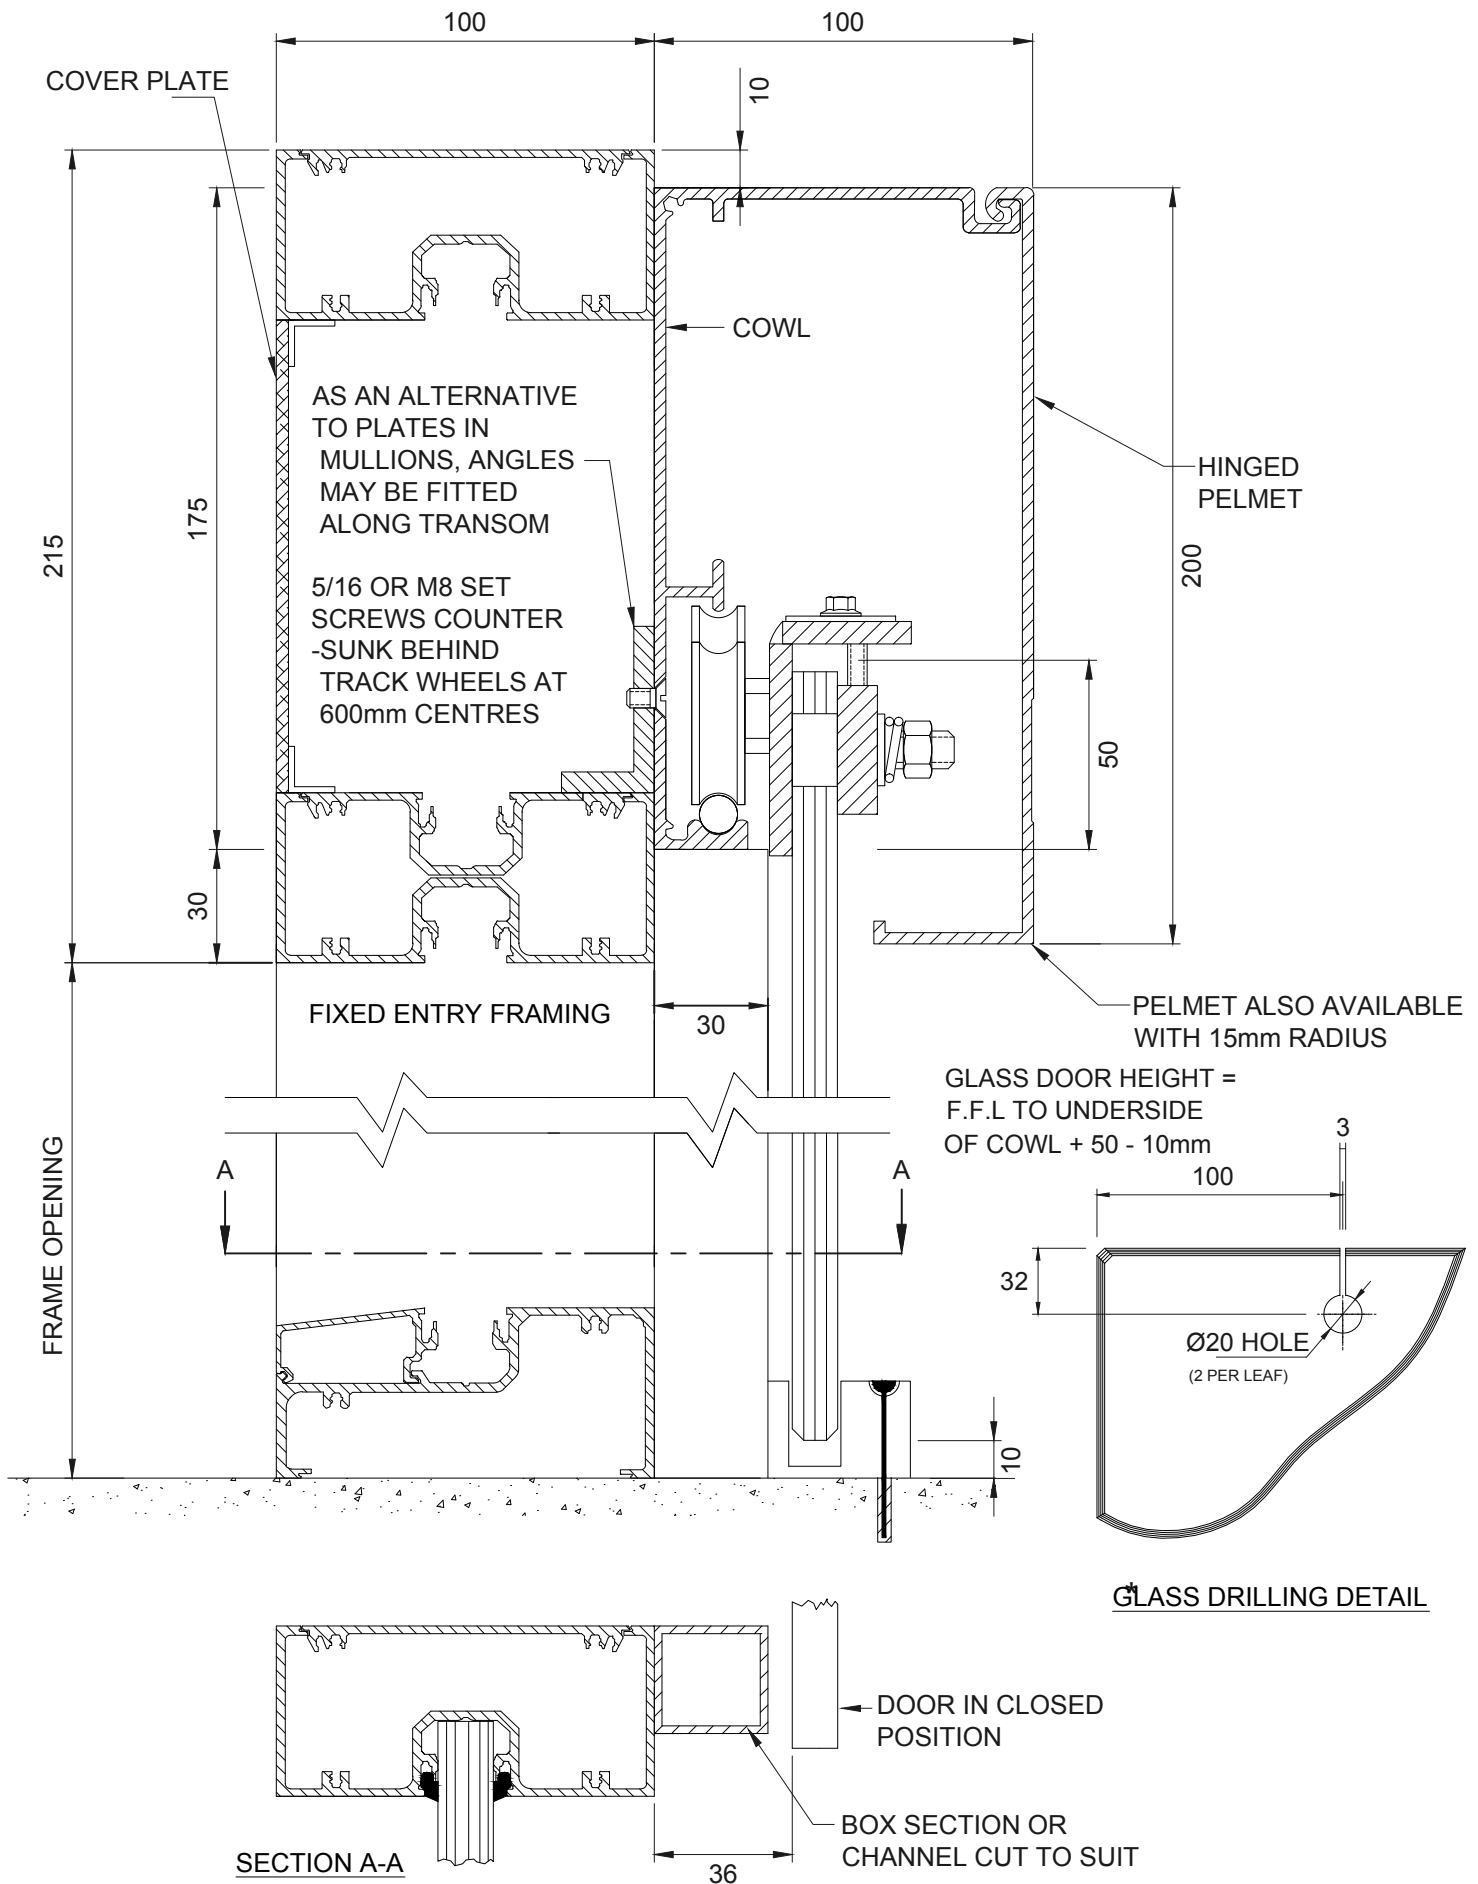 100
100
COVER PLATE
10
COWL
AS AN ALTERNATIVE
TO PLATES IN
MULLIONS, ANGLES
MAY BE FITTED
ALONG TRANSOM
HINGED
PELMET
175
215
200
5/16 OR M8 SET
SCREWS COUNTER
-SUNK BEHIND
TRACK WHEELS AT
600mm CENTRES
50
30
FIXED ENTRY FRAMING
30
PELMET ALSO AVAILABLE
WITH 15mm RADIUS
GLASS DOOR HEIGHT =
F.F.L TO UNDERSIDE
OF COWL + 50 - 10mm
3
A
A
100
FRAME OPENING
32
Ø20 HOLE
(2 PER LEAF)
10
*
GLASS DRILLING DETAIL
DOOR IN CLOSED
POSITION
BOX SECTION OR
CHANNEL CUT TO SUIT
SECTION A-A
36